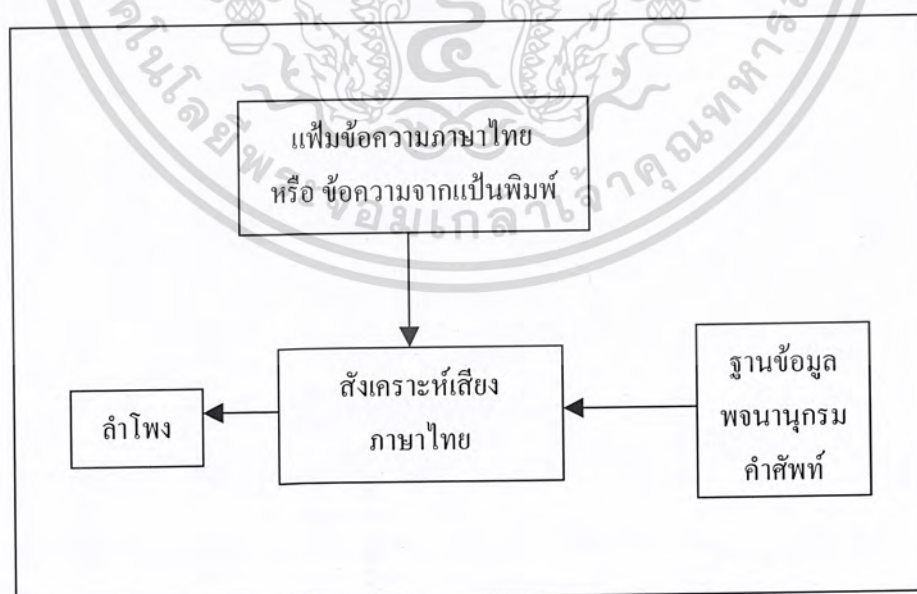 แฟ้มข้อความภาษาไทย
หรือ ข้อความจากแป้นพิมพ์
สังเคราะห์เสียง
ภาษาไทย
ลำโพง
ฐานข้อมูล
พจนานุกรม
คำศัพท์